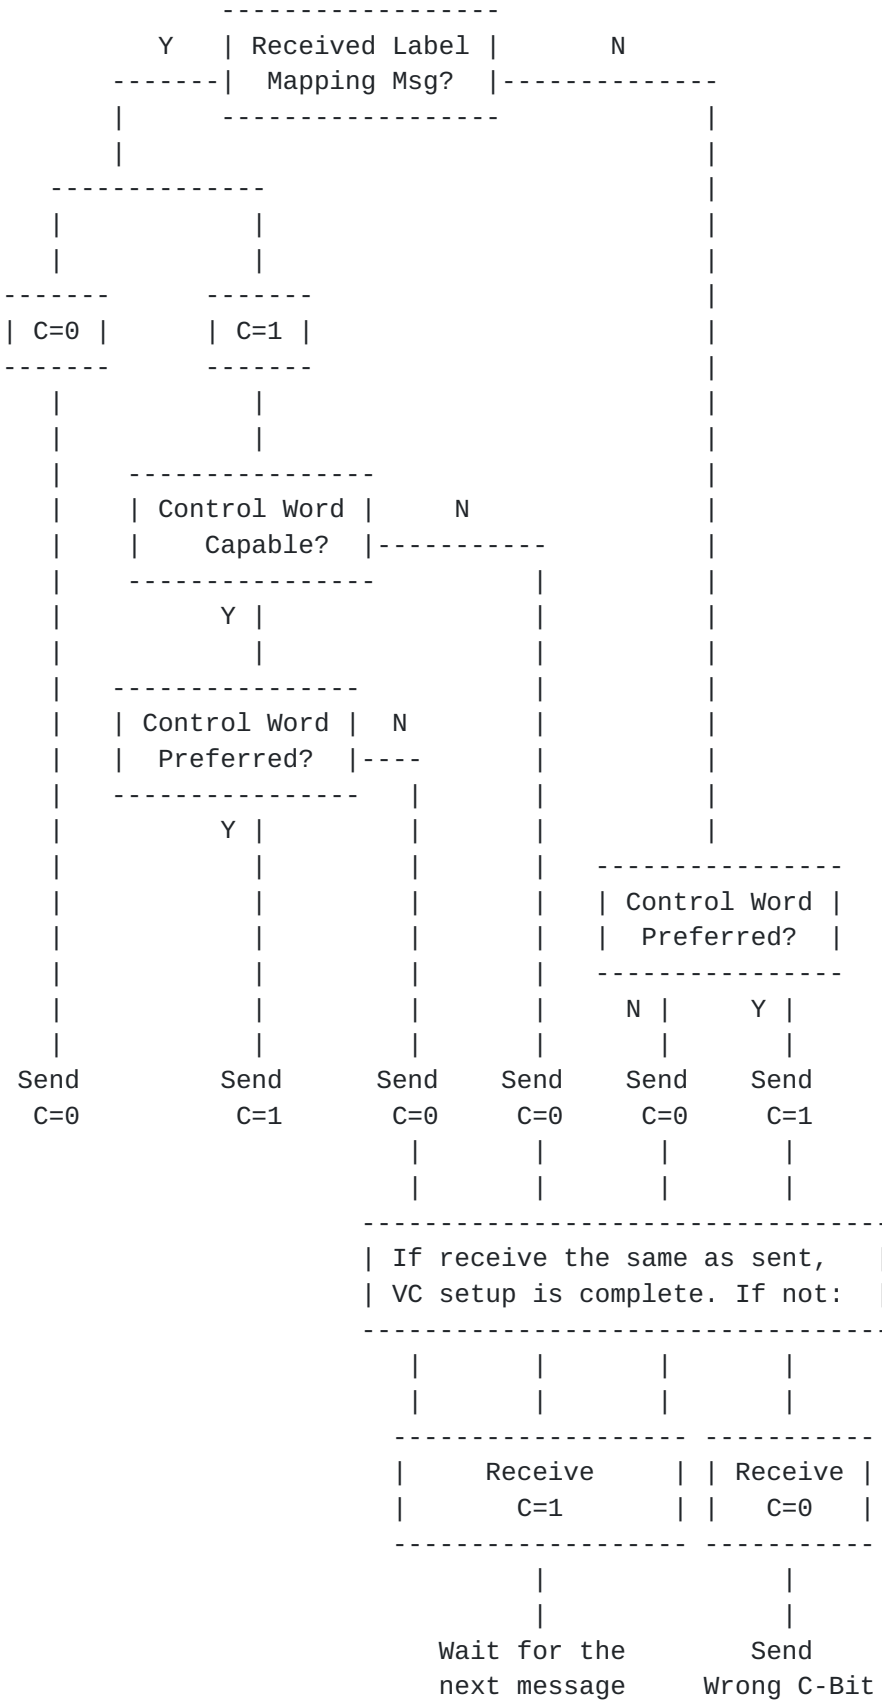 ------------------
Y | Received Label | N
-------| Mapping Msg? |--------------
| ------------------ |
| |
-------------- |
| | |
| | |
------- ------- |
| C=0 | | C=1 | |
------- ------- |
| | |
| | |
| ---------------- |
| | Control Word | N |
| | Capable? |----------- |
| ---------------- | |
| Y | | |
| | | |
| ---------------- | |
| | Control Word | N | |
| | Preferred? |---- | |
| ---------------- | | |
| Y | | | |
| | | | ----------------
| | | | | Control Word |
| | | | | Preferred? |
| | | | ----------------
| | | | N | Y |
| | | | | |
Send Send Send Send Send Send
C=0 C=1 C=0 C=0 C=0 C=1
| | | |
| | | |
----------------------------------
| If receive the same as sent, |
| VC setup is complete. If not: |
----------------------------------
| | | |
| | | |
------------------- -----------
| Receive | | Receive |
| C=1 | | C=0 |
------------------- -----------
| |
| |
Wait for the Send
next message Wrong C-Bit